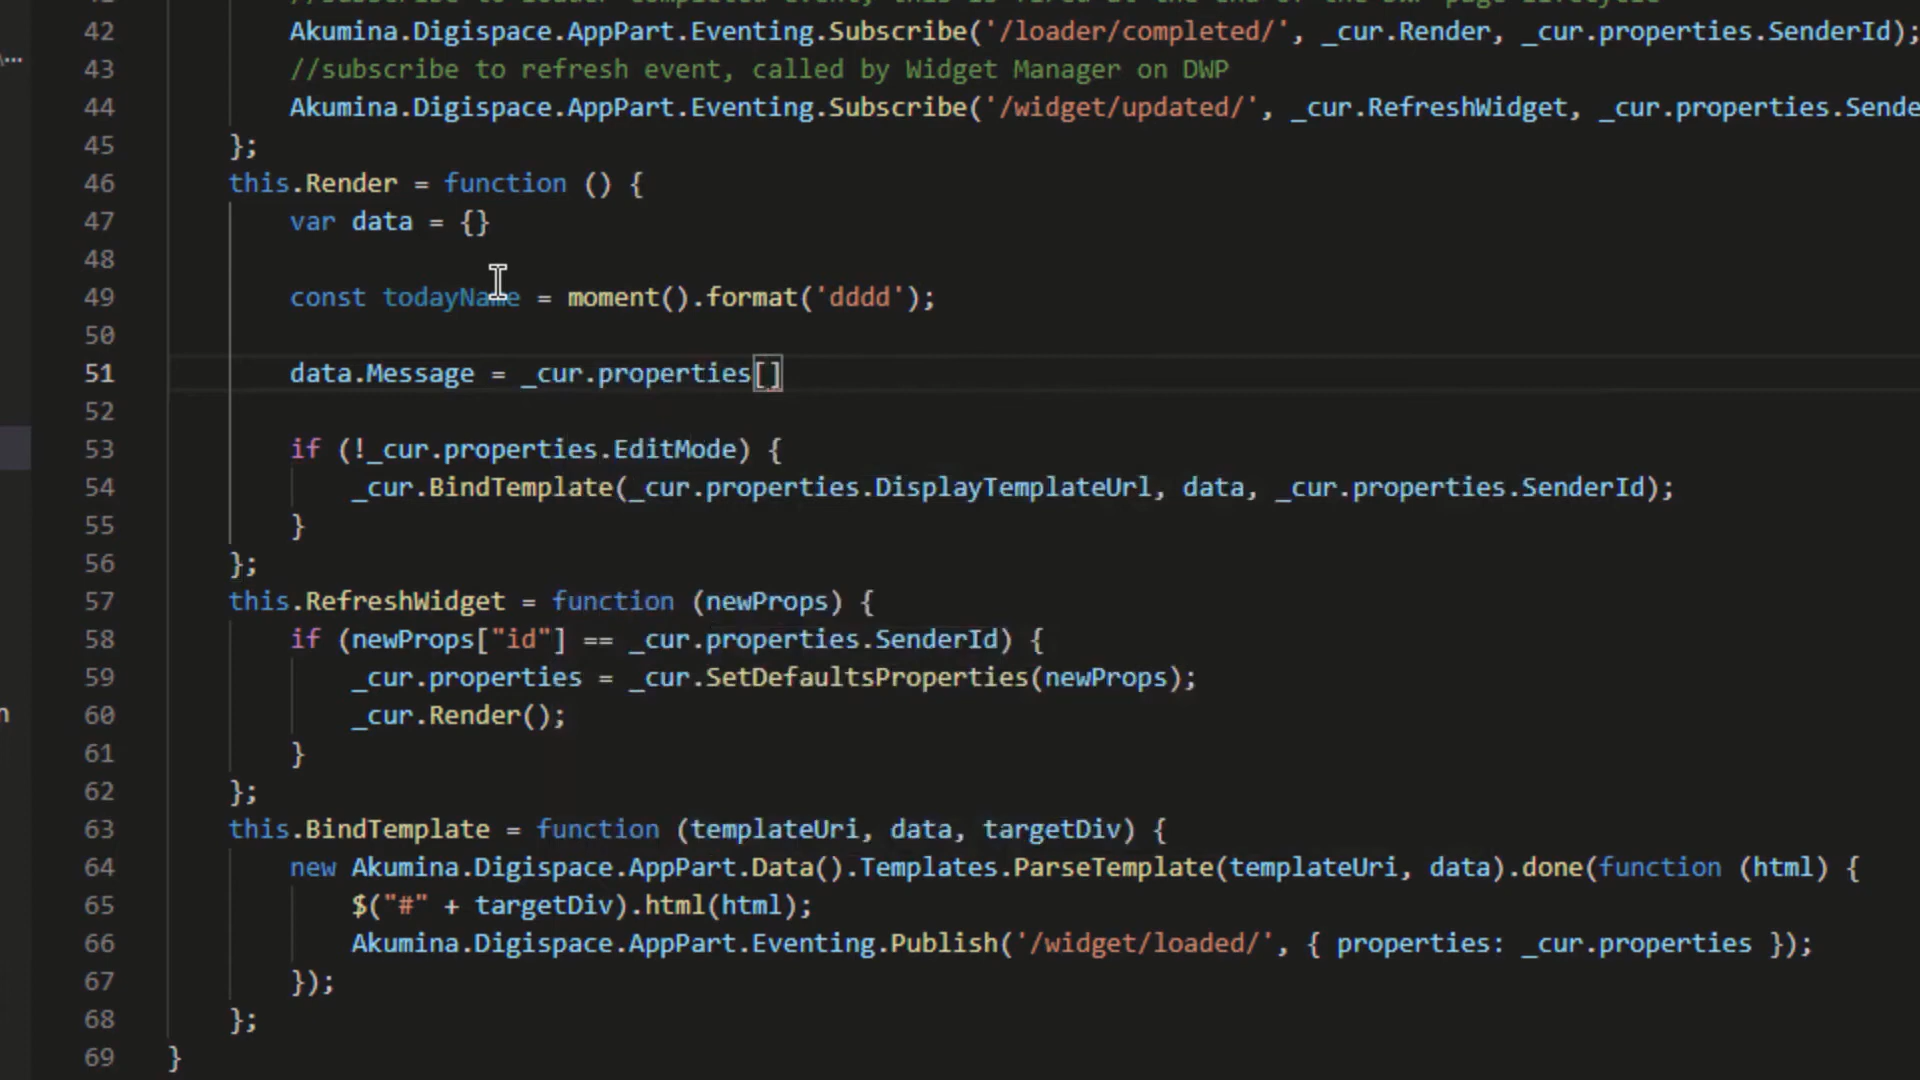 42 Akumina.Digispace.AppPart.Eventing.Subscribe('/loader/completed/', _cur.Render, _cur.properties.SenderId);
43 //subscribe to refresh event, called by Widget Manager on DWP
44 Akumina.Digispace.AppPart.Eventing.Subscribe('/widget/updated/', _cur.RefreshWidget, _cur.properties.Sende
45 };
46 this.Render = function () {
47 var data = {}
48
49 const todayName = moment().format('dddd');
50
51 data.Message = _cur.properties[]
52
53 if (!_cur.properties.EditMode) {
54 _cur.BindTemplate(_cur.properties.DisplayTemplateUrl, data, _cur.properties.SenderId);
55 }
56 };
57 this.RefreshWidget = function (newProps) {
58 if (newProps["id"] == _cur.properties.SenderId) {
59 _cur.properties = _cur.SetDefaultsProperties(newProps);
60 _cur.Render();
61 }
62 };
63 this.BindTemplate = function (templateUri, data, targetDiv) {
64 new Akumina.Digispace.AppPart.Data().Templates.ParseTemplate(templateUri, data).done(function (html) {
65 $("#" + targetDiv).html(html);
66 Akumina.Digispace.AppPart.Eventing.Publish('/widget/loaded/', { properties: _cur.properties });
67 });
68 };
69 }